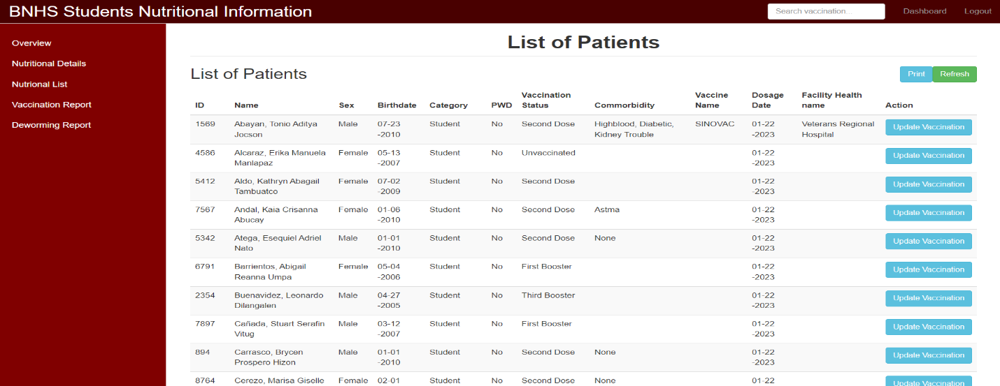 BNHS Students Nutritional Information
Search vaccination...
Dashboard
Logout
Overview
Nutritional Details
Nutrional List
Vaccination Report
Deworming Report
List of Patients
List of Patients
Print Refresh
ID Name Sex Birthdate Category PWD Vaccination Status Commorbidity Vaccine Name Dosage Date Facility Health name Action
1569 Abayan, Tonio Aditya Jocson Male 07-23-2010 Student No Second Dose Highblood, Diabetic, Kidney Trouble SINOVAC 01-22-2023 Veterans Regional Hospital Update Vaccination
4586 Alcaraz, Erika Manuela Manlapaz Female 05-13-2007 Student No Unvaccinated 01-22-2023 Update Vaccination
5412 Aldo, Kathryn Abagail Tambuatco Female 07-02-2009 Student No Second Dose 01-22-2023 Update Vaccination
7567 Andal, Kaia Crisanna Abucay Female 01-06-2010 Student No Second Dose Astma 01-22-2023 Update Vaccination
5342 Atega, Esequiel Adriel Nato Male 01-01-2010 Student No Second Dose None 01-22-2023 Update Vaccination
6791 Barrientos, Abigail Reanna Umpa Female 05-04-2006 Student No First Booster 01-22-2023 Update Vaccination
2354 Buenavidez, Leonardo Dilangalen Male 04-27-2005 Student No Third Booster 01-22-2023 Update Vaccination
7897 Cañada, Stuart Serafin Vitug Male 03-12-2007 Student No First Booster 01-22-2023 Update Vaccination
894 Carrasco, Brycen Prospero Hizon Male 01-01-2010 Student No Second Dose None 01-22-2023 Update Vaccination
8764 Cerezo, Marisa Giselle Female 02-01 Student No Second Dose None 01-22 Update Vaccination